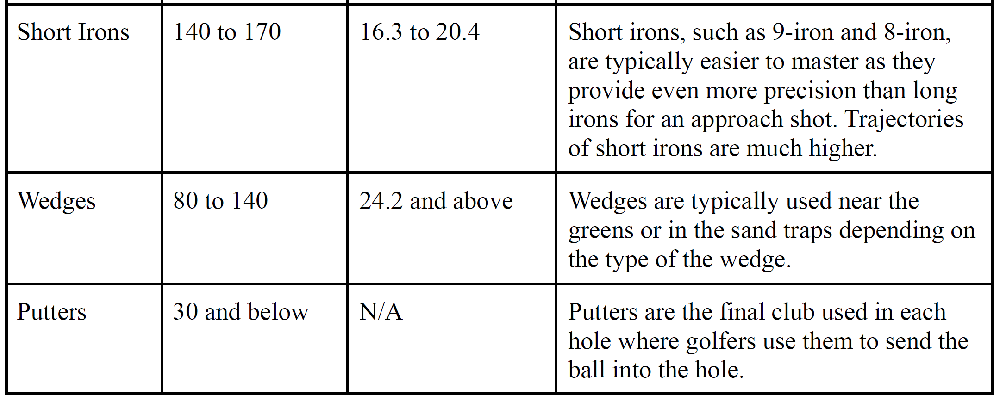 Short Irons
140 to 170
16.3 to 20.4
Short irons, such as 9-iron and 8-iron,
are typically easier to master as they
provide even more precision than long
irons for an approach shot. Trajectories
of short irons are much higher.
Wedges
80 to 140
24.2 and above
Wedges are typically used near the
greens or in the sand traps depending on
the type of the wedge.
Putters
30 and below
N/A
Putters are the final club used in each
hole where golfers use them to send the
ball into the hole.